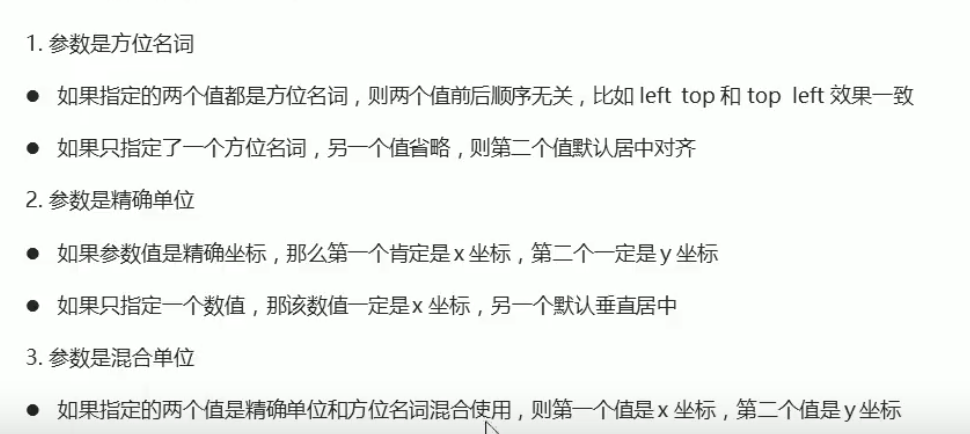 1. 参数是方位名词
● 如果指定的两个值都是方位名词，则两个值前后顺序无关，比如 left top 和 top left 效果一致
● 如果只指定了一个方位名词，另一个值省略，则第二个值默认居中对齐
2. 参数是精确单位
● 如果参数值是精确坐标，那么第一个肯定是 x 坐标，第二个一定是 y 坐标
● 如果只指定一个数值，那该数值一定是 x 坐标，另一个默认垂直居中
3. 参数是混合单位
● 如果指定的两个值是精确单位和方位名词混合使用，则第一个值是 x 坐标，第二个值是 y 坐标